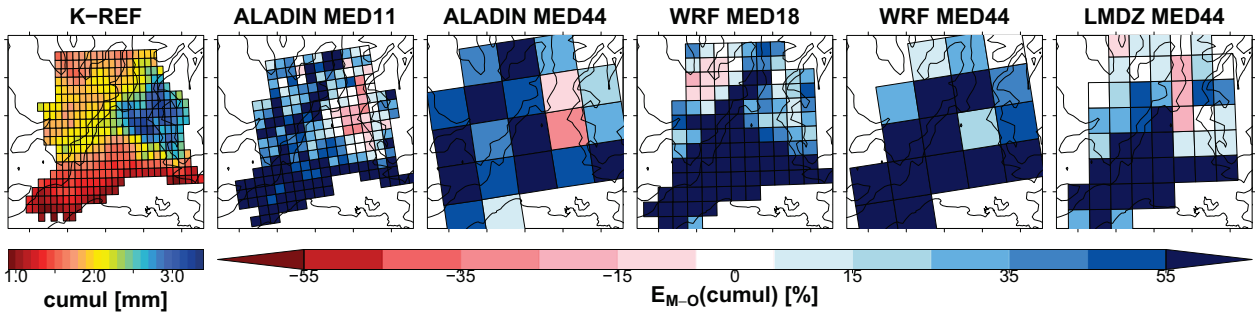 K−REF ALADIN MED11 ALADIN MED44 WRF MED18 WRF MED44 LMDZ MED44
1.0 2.0 3.0 −55 −35 −15 0 15 35 55
cumul [mm] E_M−O(cumul) [%]